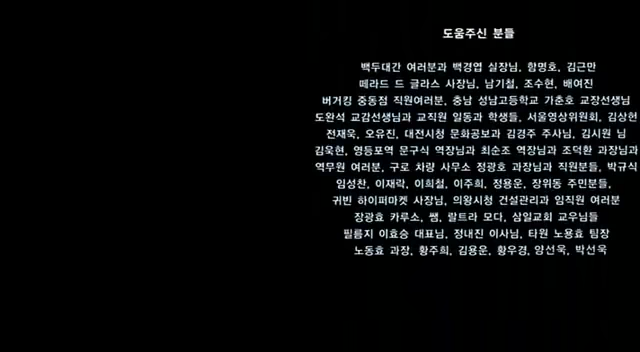 도움주신 분들
백두대간 여러분과 백경엽 실장님, 함명호, 김근만
떼라드 드 글라스 사장님, 남기철, 조수현, 배여진
버거킹 중동점 직원여러분, 충남 성남고등학교 가춘호 교장선생님
도완석 교감선생님과 교직원 일동과 학생들, 서울영상위원회, 김상현
전재욱, 오유진, 대전시청 문화공보과 김경주 주사님, 김시원 님
김욱현, 영등포역 문구식 역장님과 최순조 역장님과 조덕환 과장님과
역무원 여러분, 구로 차량 사무소 정광호 과장님과 직원분들, 박규식
임성찬, 이재락, 이희철, 이주희, 정용운, 장위동 주민분들,
귀빈 하이퍼마켓 사장님, 의왕시청 건설관리과 임직원 여러분
장광효 카루소, 쌤, 랄트라 모다, 삼일교회 교우님들
필름지 이효승 대표님, 정내진 이사님, 타원 노용효 팀장
노동효 과장, 황주희, 김용운, 황우경, 양선욱, 박선욱